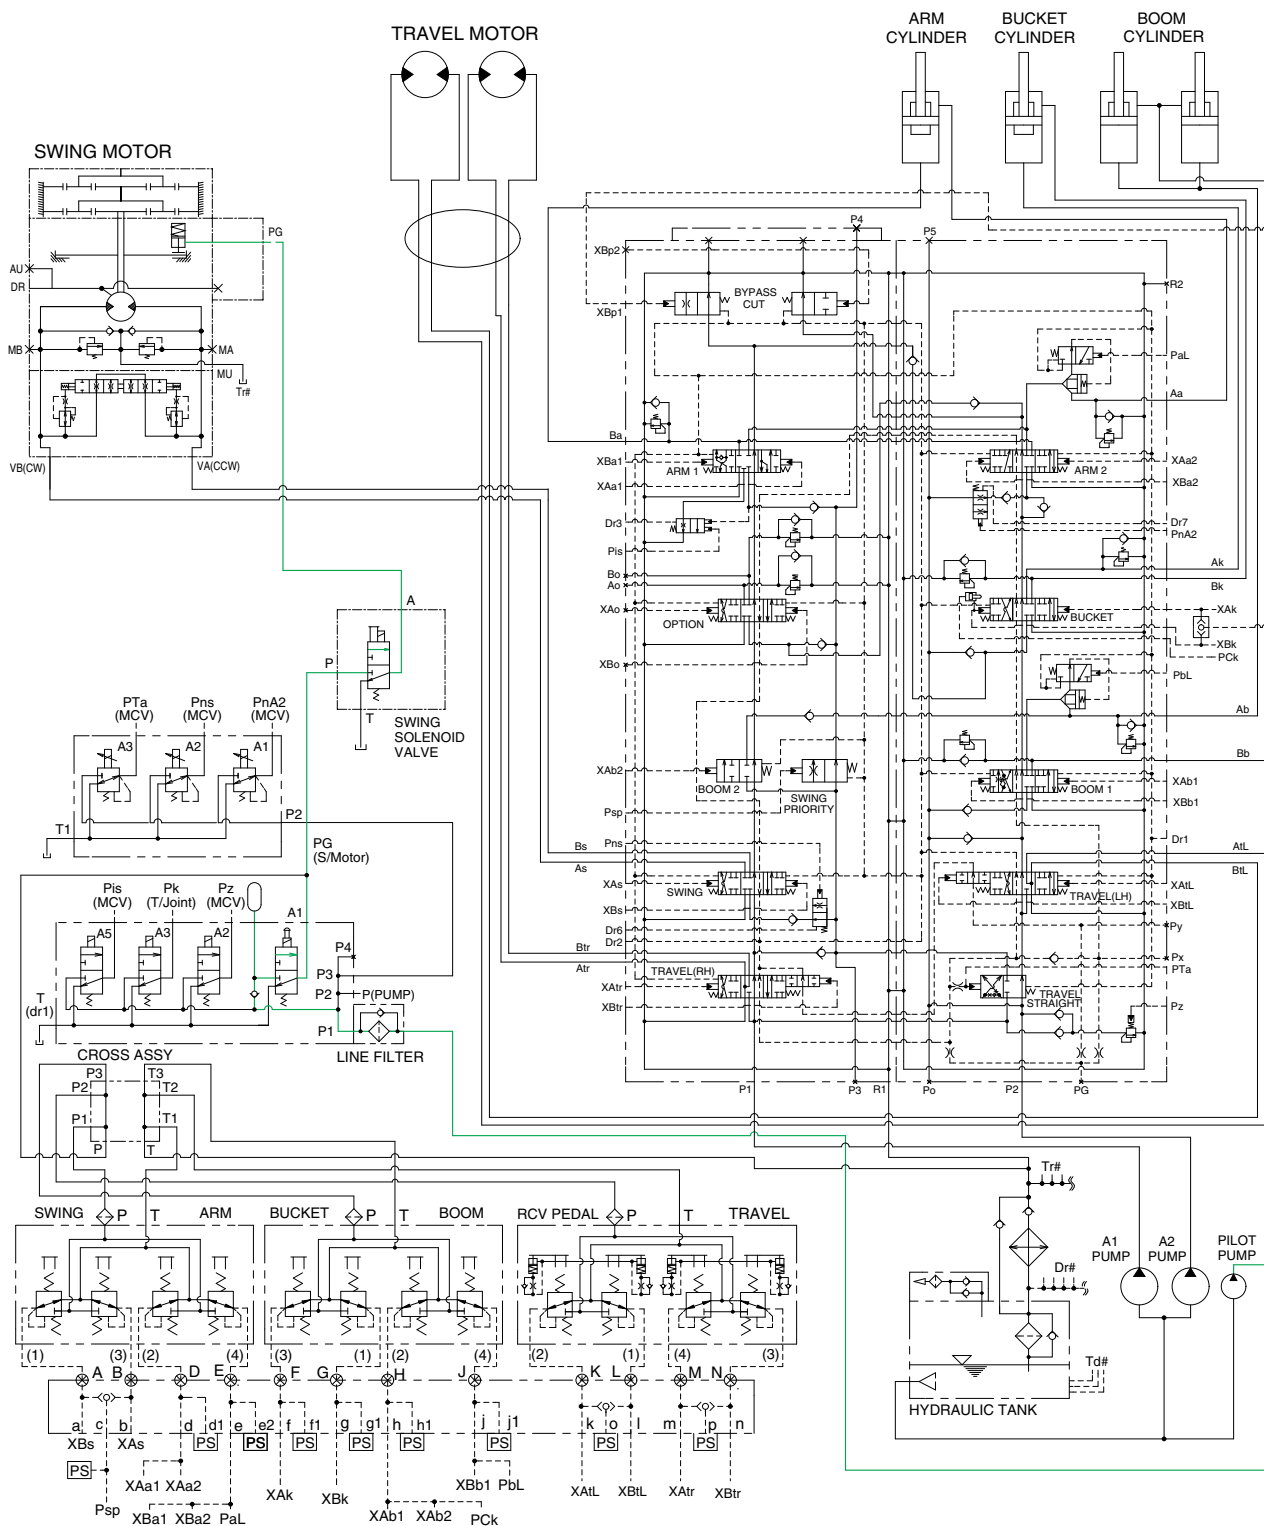 ARM
CYLINDER
BUCKET
CYLINDER
BOOM
CYLINDER
TRAVEL MOTOR
SWING MOTOR
PG
AU
DR
MB
MA
MU
Tr#
VB(CW)
VA(CCW)
P4
P5
XBp2
XBp1
BYPASS
CUT
R2
PaL
Aa
Ba
XBa1
ARM 1
XAa1
ARM 2
XAa2
XBa2
Dr3
Pis
Dr7
PnA2
Bo
Ao
XAo
OPTION
XBo
Ak
Bk
XAk
BUCKET
XBk
PCk
PbL
Ab
Bb
XAb2
BOOM 2
SWING
PRIORITY
Psp
BOOM 1
XAb1
XBb1
Pns
Dr1
Bs
As
AtL
BtL
XAs
SWING
XBs
TRAVEL(LH)
XAtL
XBtL
Dr6
Dr2
Py
Btr
Atr
Px
PTa
TRAVEL(RH)
XAtr
XBtr
TRAVEL
STRAIGHT
Pz
P1
P3
R1
Po
P2
PG
A
P
T
SWING
SOLENOID
VALVE
PTa
(MCV)
Pns
(MCV)
PnA2
(MCV)
A3
A2
A1
P2
T1
PG
(S/Motor)
Pis
(MCV)
Pk
(T/Joint)
Pz
(MCV)
A5
A3
A2
A1
P4
P3
P2
P(PUMP)
T
(dr1)
P1
LINE FILTER
CROSS ASSY
P3
T3
P2
T2
P1
T1
P
T
SWING
P
T
ARM
BUCKET
P
T
BOOM
RCV PEDAL
P
T
TRAVEL
(1)
(3)
(2)
(4)
(3)
(1)
(2)
(4)
(2)
(1)
(4)
(3)
A
B
D
E
F
G
H
J
K
L
M
N
a
c
b
d
d1
e
e2
f
f1
g
g1
h
h1
j
j1
k
o
l
m
p
n
XBs
XAs
PS
PS
PS
PS
PS
PS
PS
PS
PS
Psp
XAa1
XAa2
XBa1
XBa2
PaL
XAk
XBk
XAb1
XAb2
PCk
XBb1
PbL
XAtL
XBtL
XAtr
XBtr
Tr#
A1
PUMP
A2
PUMP
PILOT
PUMP
Dr#
Td#
HYDRAULIC TANK